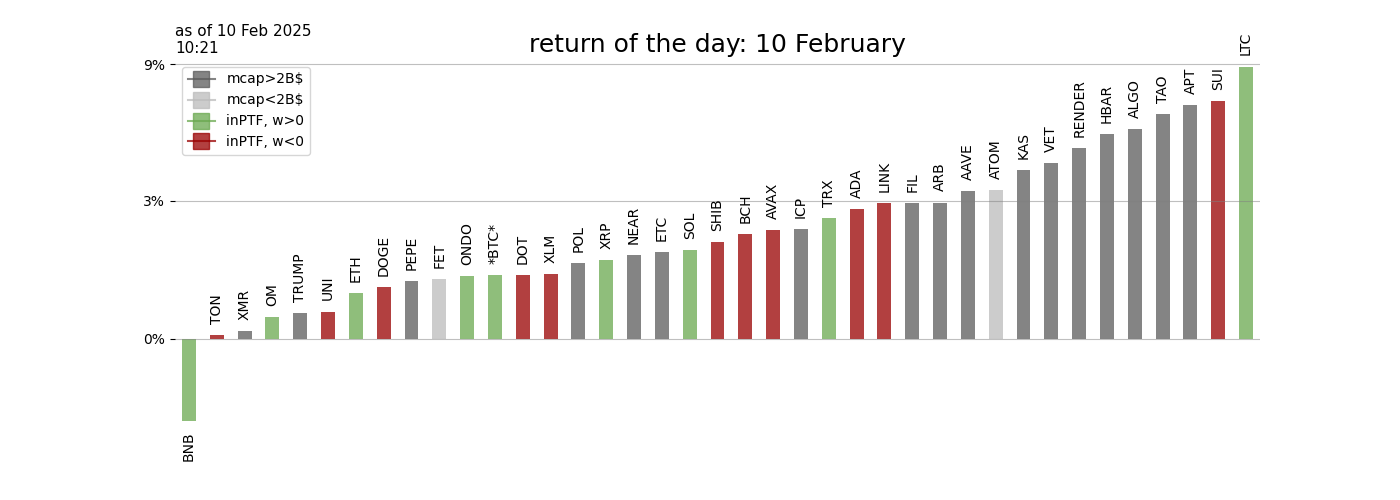 as of 10 Feb 2025
10:21
return of the day: 10 February
9%
3%
0%
mcap>2B$
mcap<2B$
inPTF, w>0
inPTF, w<0
BNB
TON
XMR
OM
TRUMP
UNI
ETH
DOGE
PEPE
FET
ONDO
*BTC*
DOT
XLM
POL
XRP
NEAR
ETC
SOL
SHIB
BCH
AVAX
ICP
TRX
ADA
LINK
FIL
ARB
AAVE
ATOM
KAS
VET
RENDER
HBAR
ALGO
TAO
APT
SUI
LTC